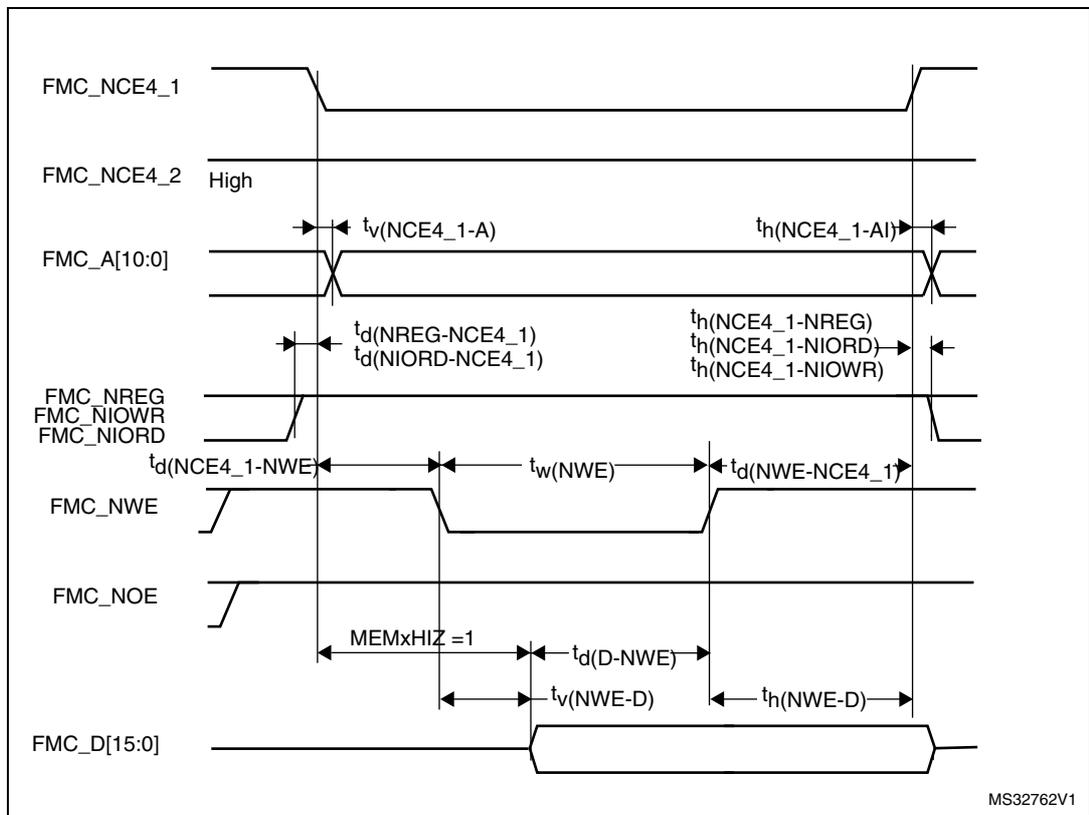 FMC_NCE4_1
FMC_NCE4_2 High
tv(NCE4_1-A)
th(NCE4_1-AI)
FMC_A[10:0]
td(NREG-NCE4_1)
td(NIORD-NCE4_1)
th(NCE4_1-NREG)
th(NCE4_1-NIORD)
th(NCE4_1-NIOWR)
FMC_NREG
FMC_NIOWR
FMC_NIORD
td(NCE4_1-NWE)
tw(NWE)
td(NWE-NCE4_1)
FMC_NWE
FMC_NOE
MEMxHIZ =1
td(D-NWE)
tv(NWE-D)
th(NWE-D)
FMC_D[15:0]
MS32762V1